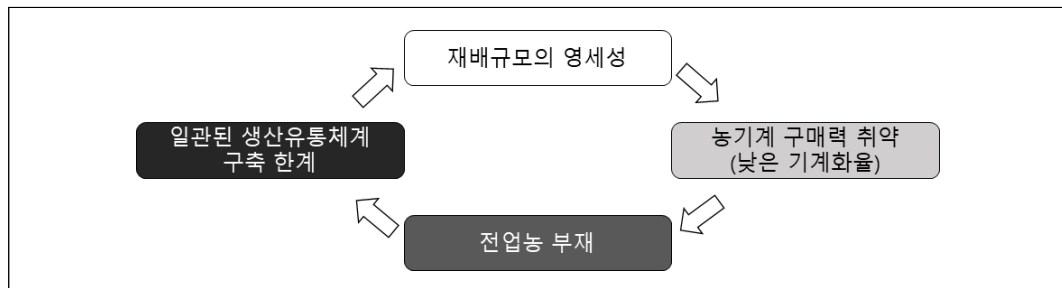 재배규모의 영세성
일관된 생산유통체계
구축 한계
농기계 구매력 취약
(낮은 기계화율)
전업농 부재